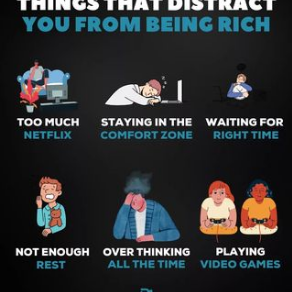 THINGS THAT DISTRACT
YOU FROM BEING RICH
TOO MUCH
NETFLIX
STAYING IN THE
COMFORT ZONE
WAITING FOR
RIGHT TIME
NOT ENOUGH
REST
OVER THINKING
ALL THE TIME
PLAYING
VIDEO GAMES